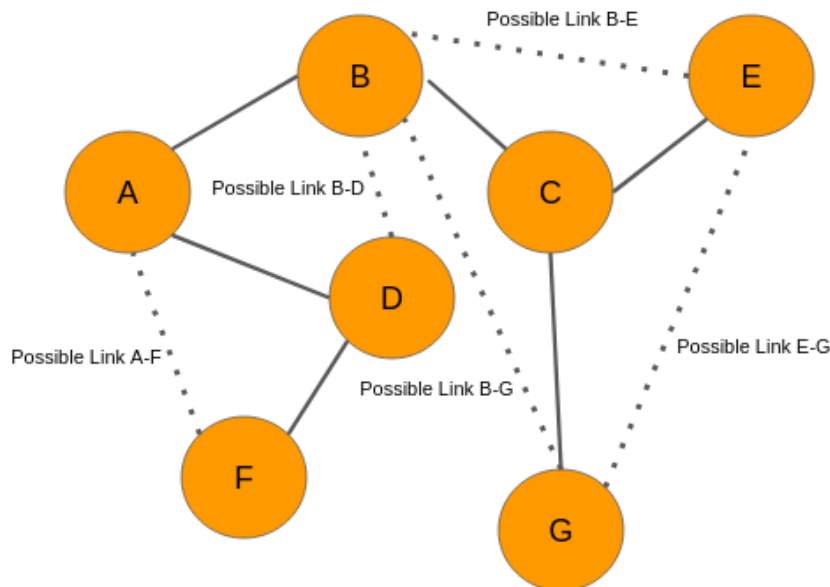 Possible Link B-E
B
E
A
Possible Link B-D
C
D
Possible Link A-F
Possible Link E-G
Possible Link B-G
F
G